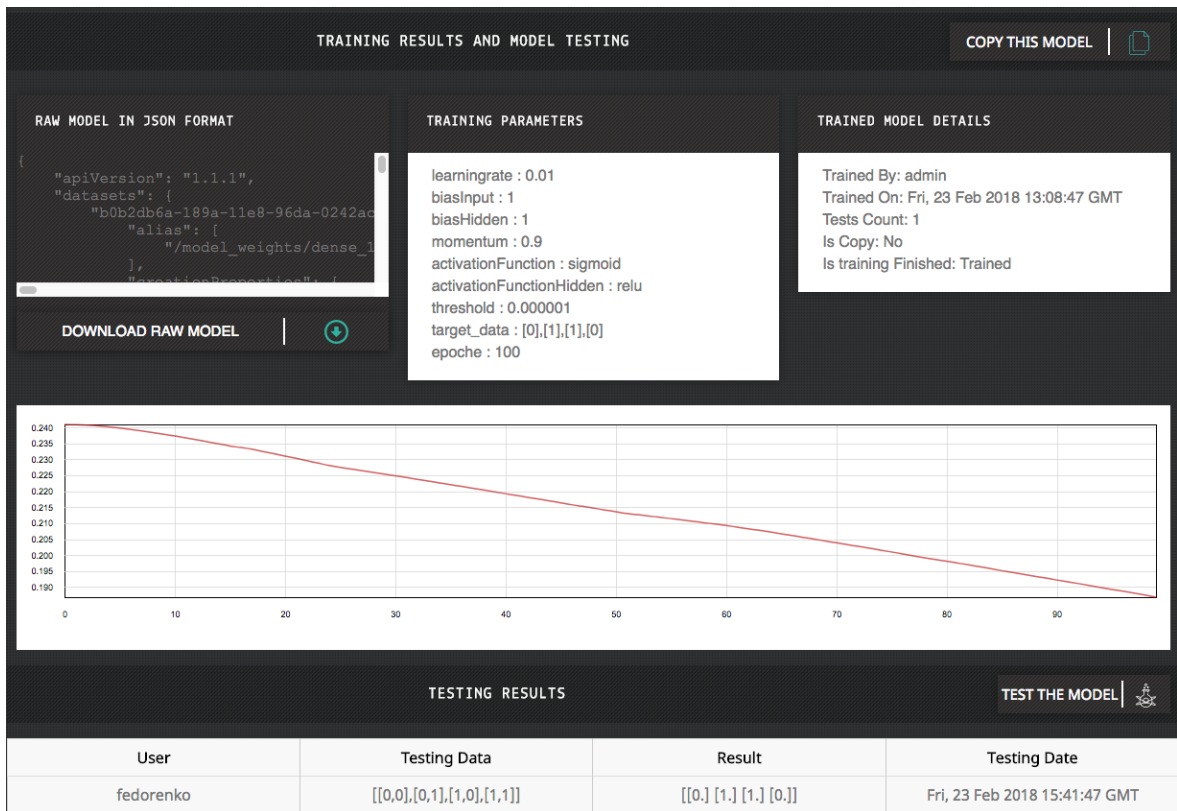 TRAINING RESULTS AND MODEL TESTING
COPY THIS MODEL
RAW MODEL IN JSON FORMAT
{
"apiVersion": "1.1.1",
"datasets": {
"b0b2db6a-189a-11e8-96da-0242ac
"alias": [
"/model_weights/dense_1
],
"creationProperties": {
DOWNLOAD RAW MODEL
TRAINING PARAMETERS
learningrate : 0.01
biasInput : 1
biasHidden : 1
momentum : 0.9
activationFunction : sigmoid
activationFunctionHidden : relu
threshold : 0.000001
target_data : [0],[1],[1],[0]
epoche : 100
TRAINED MODEL DETAILS
Trained By: admin
Trained On: Fri, 23 Feb 2018 13:08:47 GMT
Tests Count: 1
Is Copy: No
Is training Finished: Trained
0.240
0.235
0.230
0.225
0.220
0.215
0.210
0.205
0.200
0.195
0.190
0 10 20 30 40 50 60 70 80 90
TESTING RESULTS
TEST THE MODEL
User Testing Data Result Testing Date
fedorenko [[0,0],[0,1],[1,0],[1,1]] [[0.] [1.] [1.] [0.]] Fri, 23 Feb 2018 15:41:47 GMT